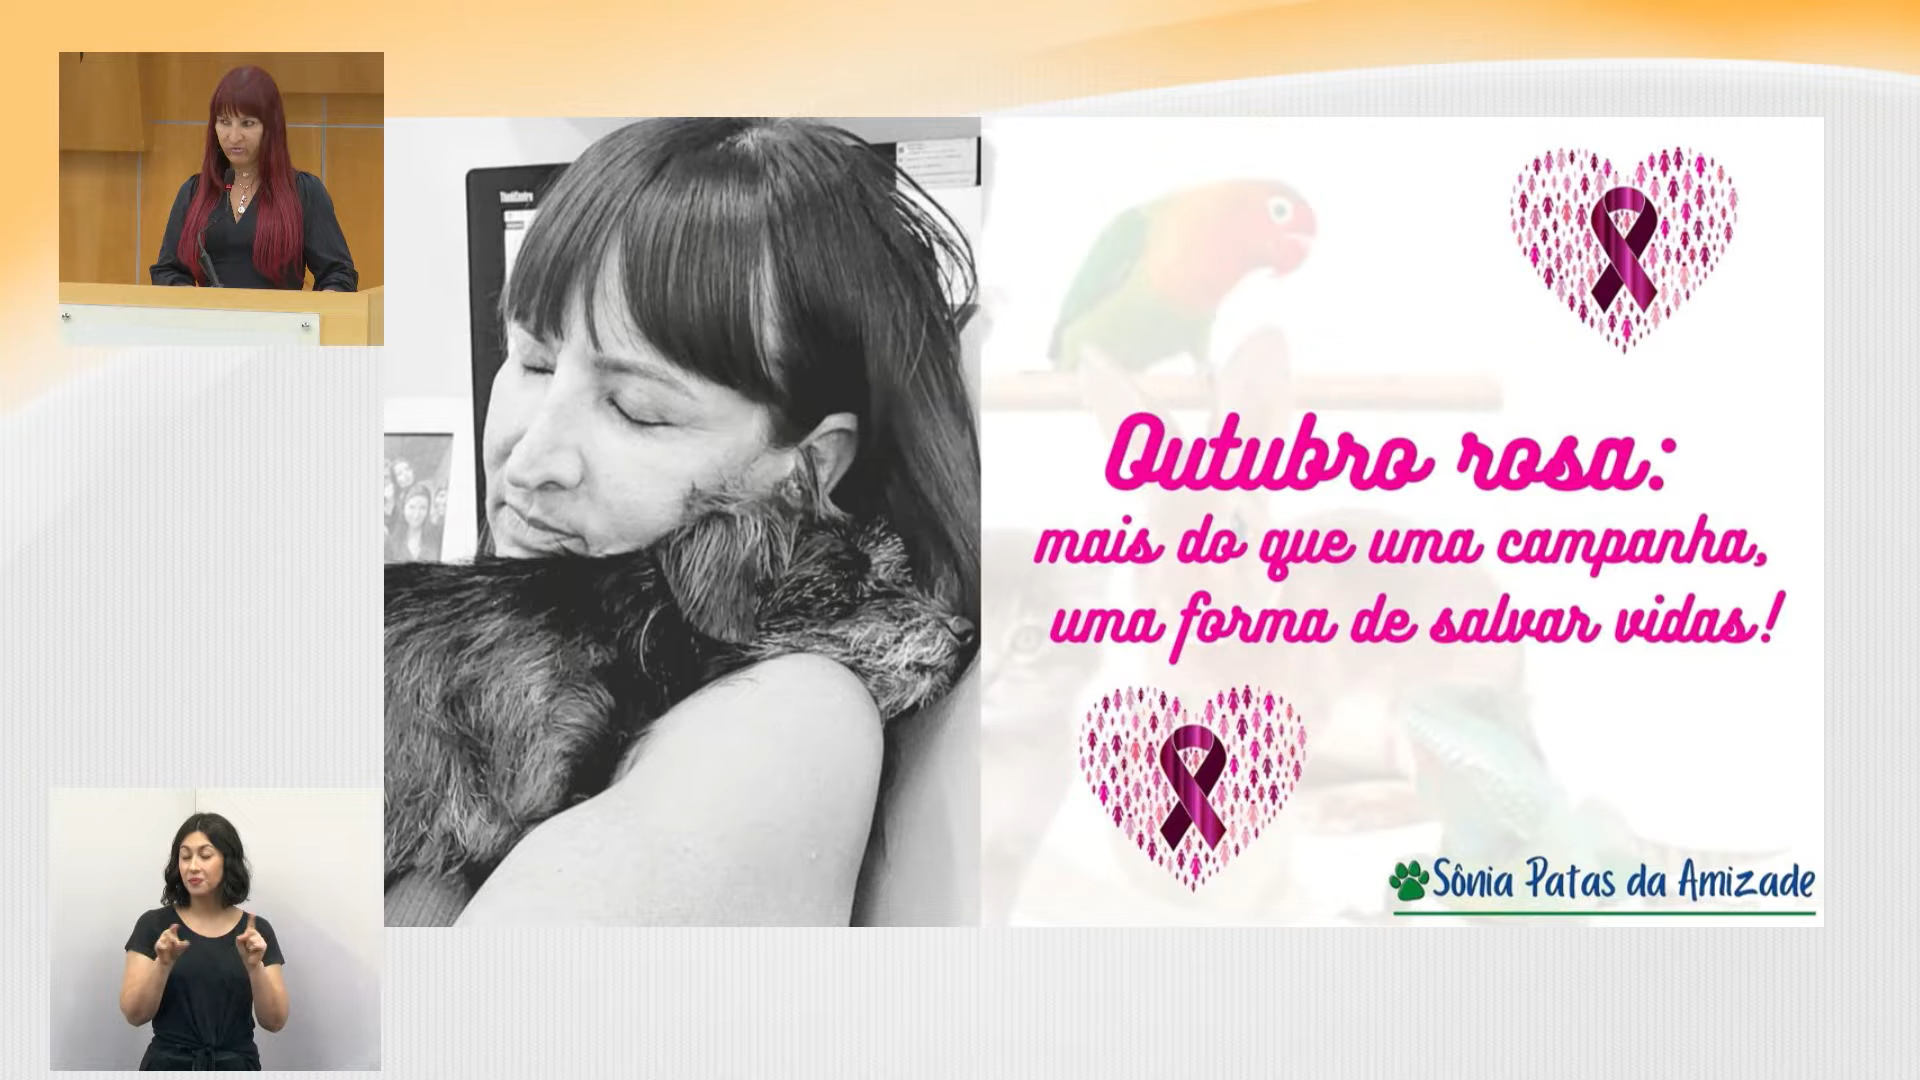 Outubro rosa:
mais do que uma campanha,
uma forma de salvar vidas!
Sônia Patas da Amizade